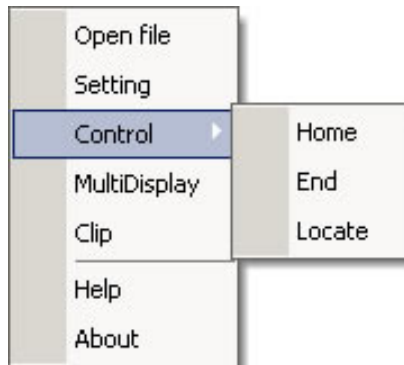 Open file
Setting
Control
MultiDisplay
Clip
Help
About
Home
End
Locate